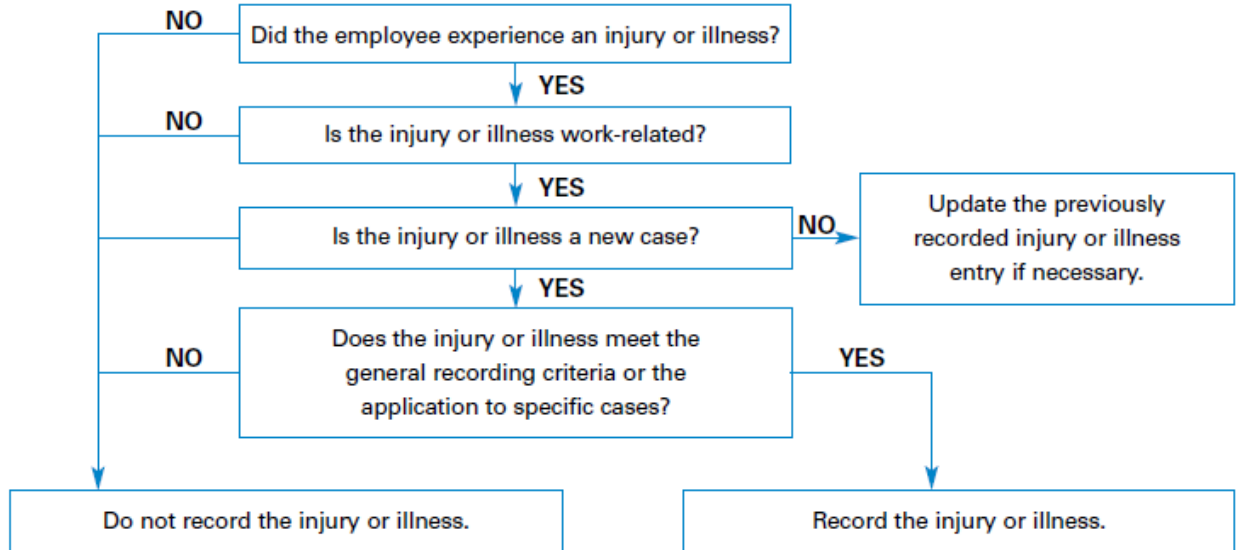 NO
Did the employee experience an injury or illness?
YES
NO
Is the injury or illness work-related?
YES
Is the injury or illness a new case?
NO
Update the previously
recorded injury or illness
entry if necessary.
YES
Does the injury or illness meet the
general recording criteria or the
application to specific cases?
NO
YES
Do not record the injury or illness.
Record the injury or illness.